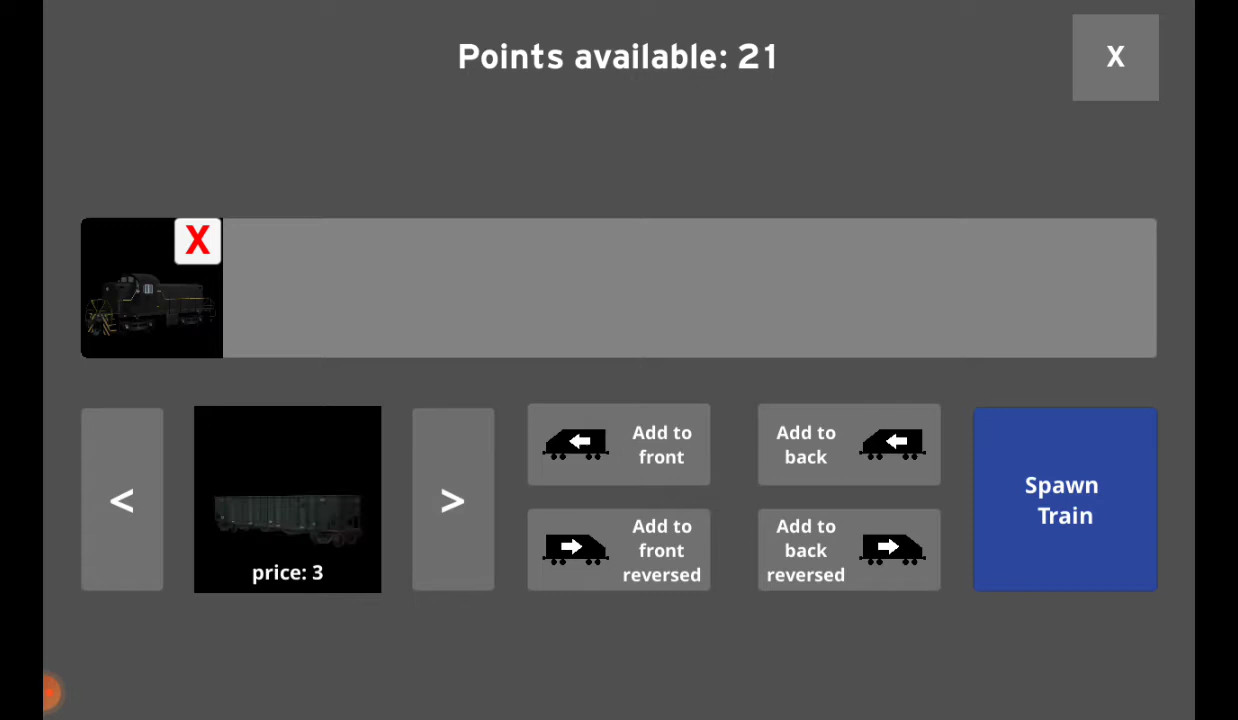 Points available: 21
X
X
<
price: 3
>
Add to
front
Add to
back
Add to
front
reversed
Add to
back
reversed
Spawn
Train